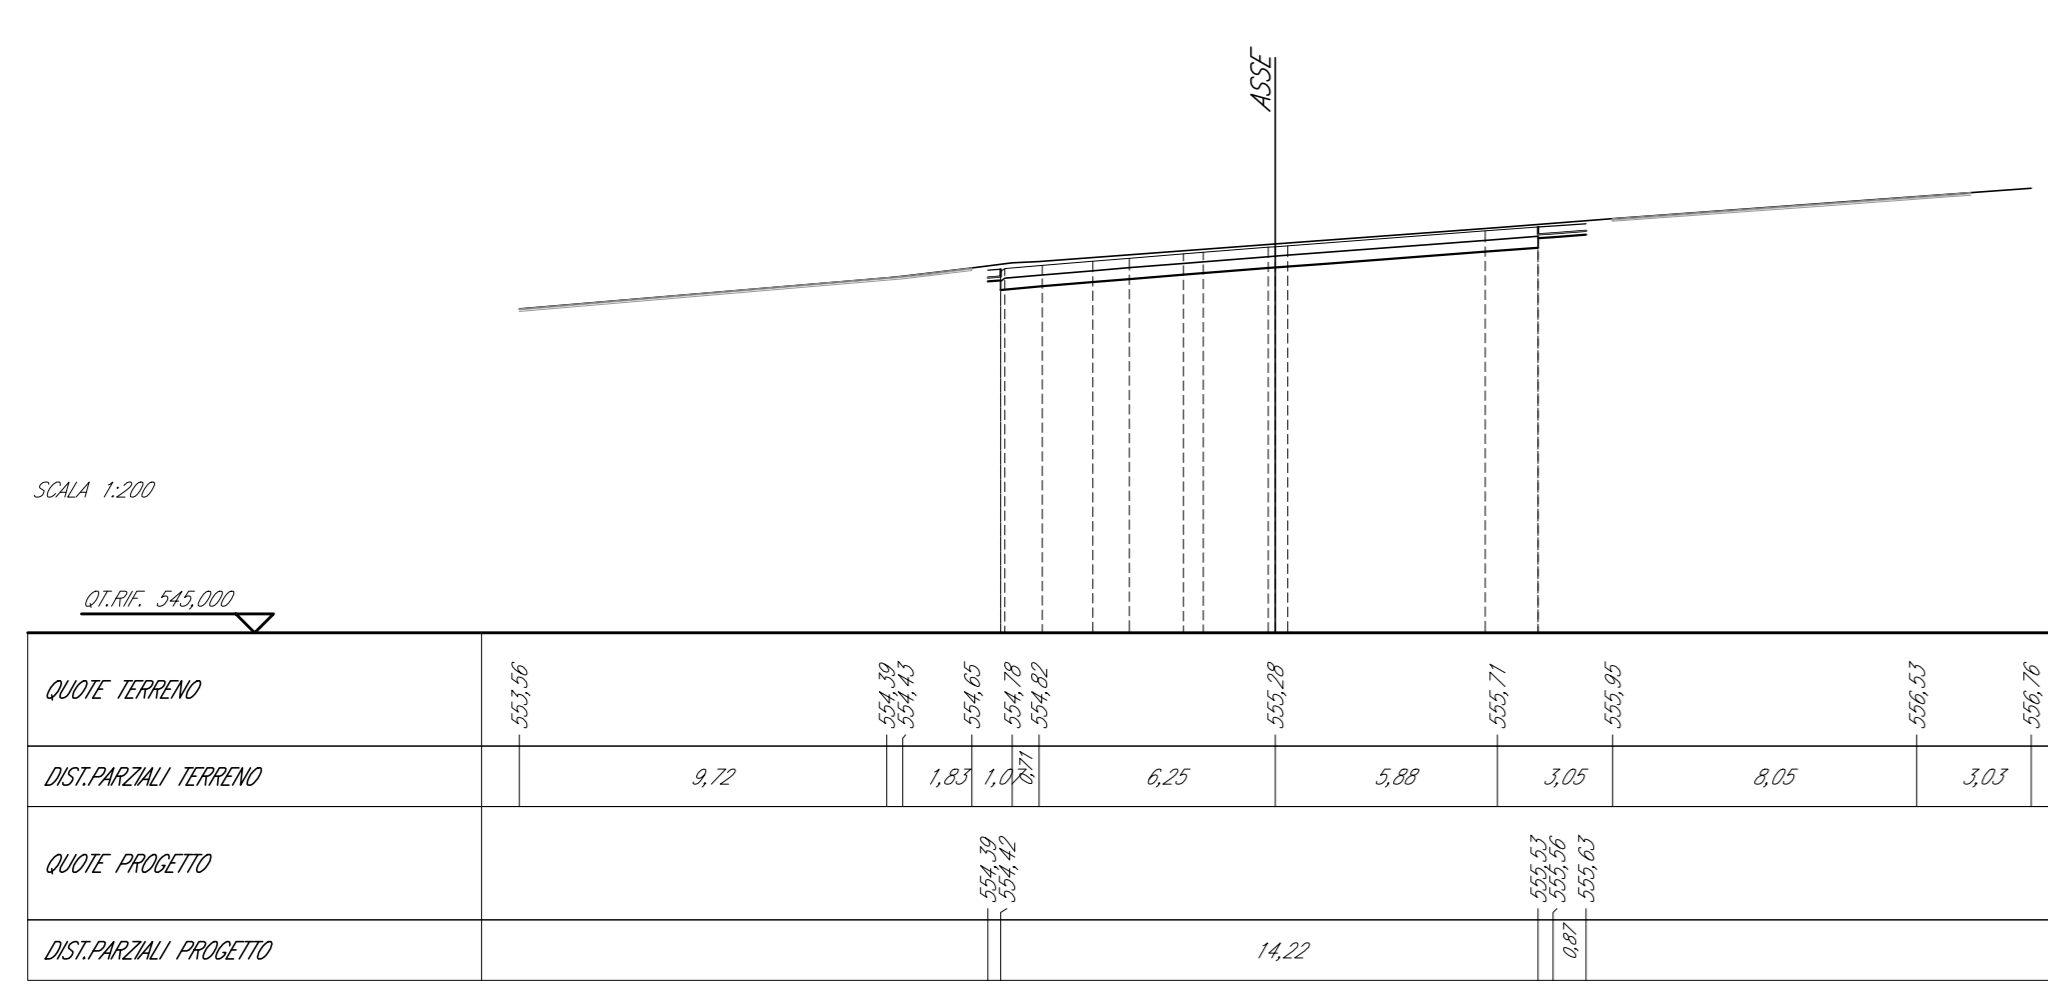 ASSE
SCALA 1:200
QT.RIF. 545,000
QUOTE TERRENO 553,56 554,39 554,43 554,65 554,78 554,82 555,28 555,71 555,95 556,53 556,76
DIST.PARZIALI TERRENO 9,72 1,83 1,07 0,71 6,25 5,88 3,05 8,05 3,03
QUOTE PROGETTO 554,39 554,42 555,53 555,56 555,63
DIST.PARZIALI PROGETTO 14,22 0,87